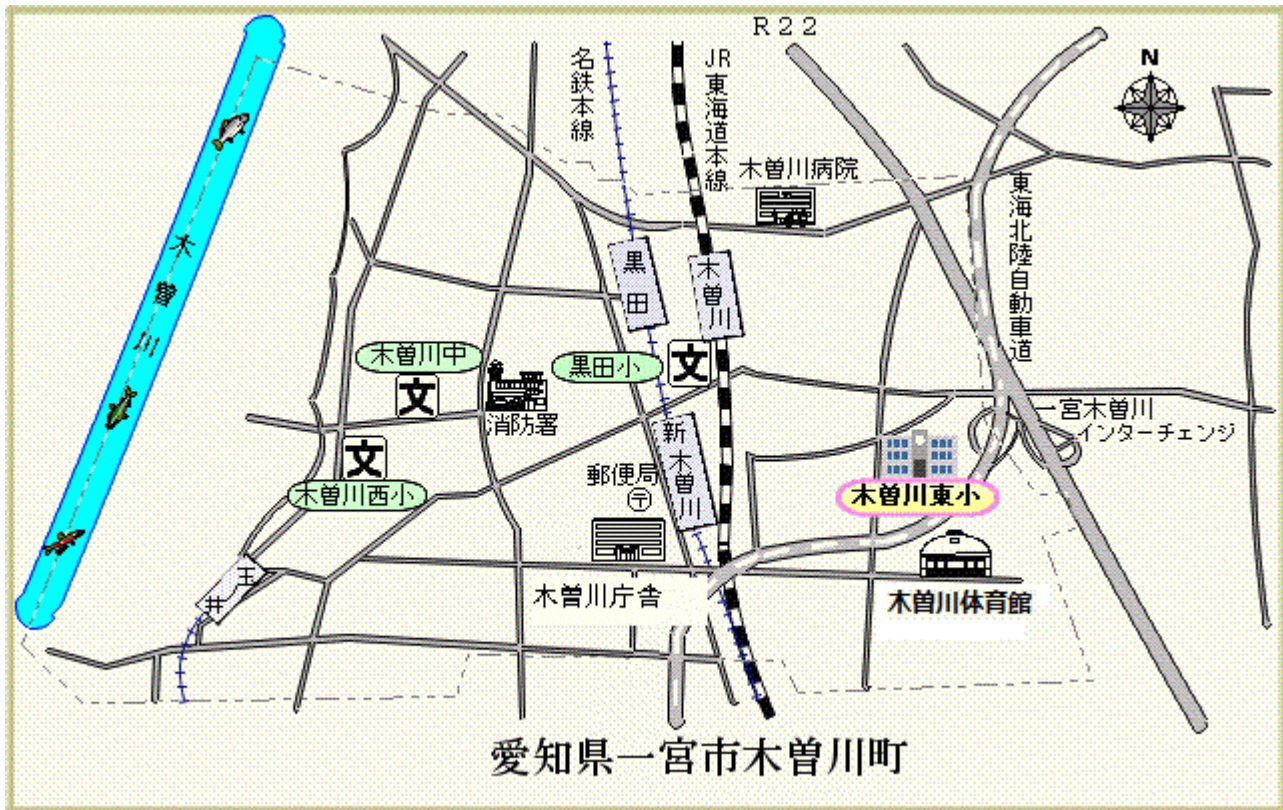 R22
N
名鉄本線
JR東海道本線
木曽川病院
東海北陸自動車道
木曽川
黒田
木曽川
木曽川中
文
消防署
黒田小
文
一宮木曽川
インターチェンジ
文
木曽川西小
新木曽川
郵便局
〒
木曽川東小
玉ノ井
木曽川庁舎
木曽川体育館
愛知県一宮市木曽川町